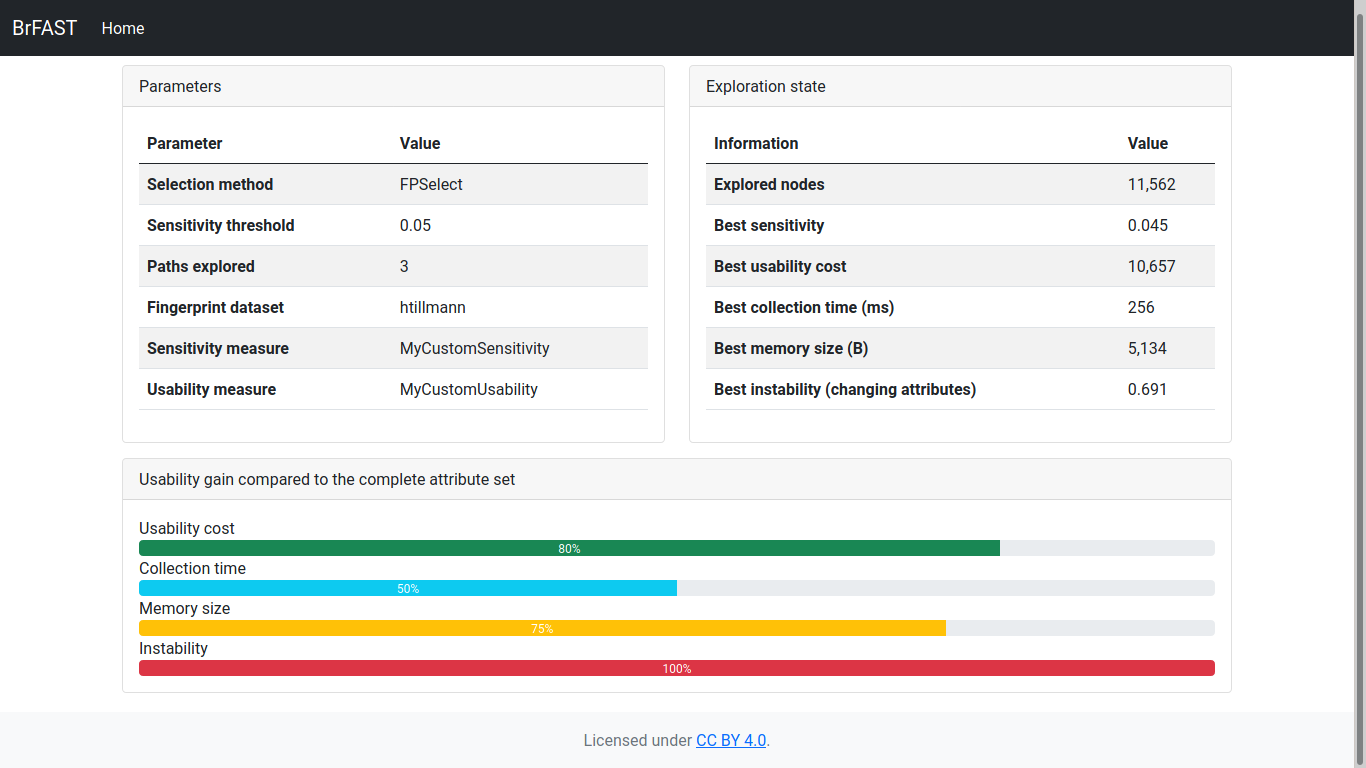 BrFAST Home
Parameters
Parameter Value
Selection method FPSelect
Sensitivity threshold 0.05
Paths explored 3
Fingerprint dataset htillmann
Sensitivity measure MyCustomSensitivity
Usability measure MyCustomUsability
Exploration state
Information Value
Explored nodes 11,562
Best sensitivity 0.045
Best usability cost 10,657
Best collection time (ms) 256
Best memory size (B) 5,134
Best instability (changing attributes) 0.691
Usability gain compared to the complete attribute set
Usability cost
80%
Collection time
50%
Memory size
75%
Instability
100%
Licensed under CC BY 4.0.